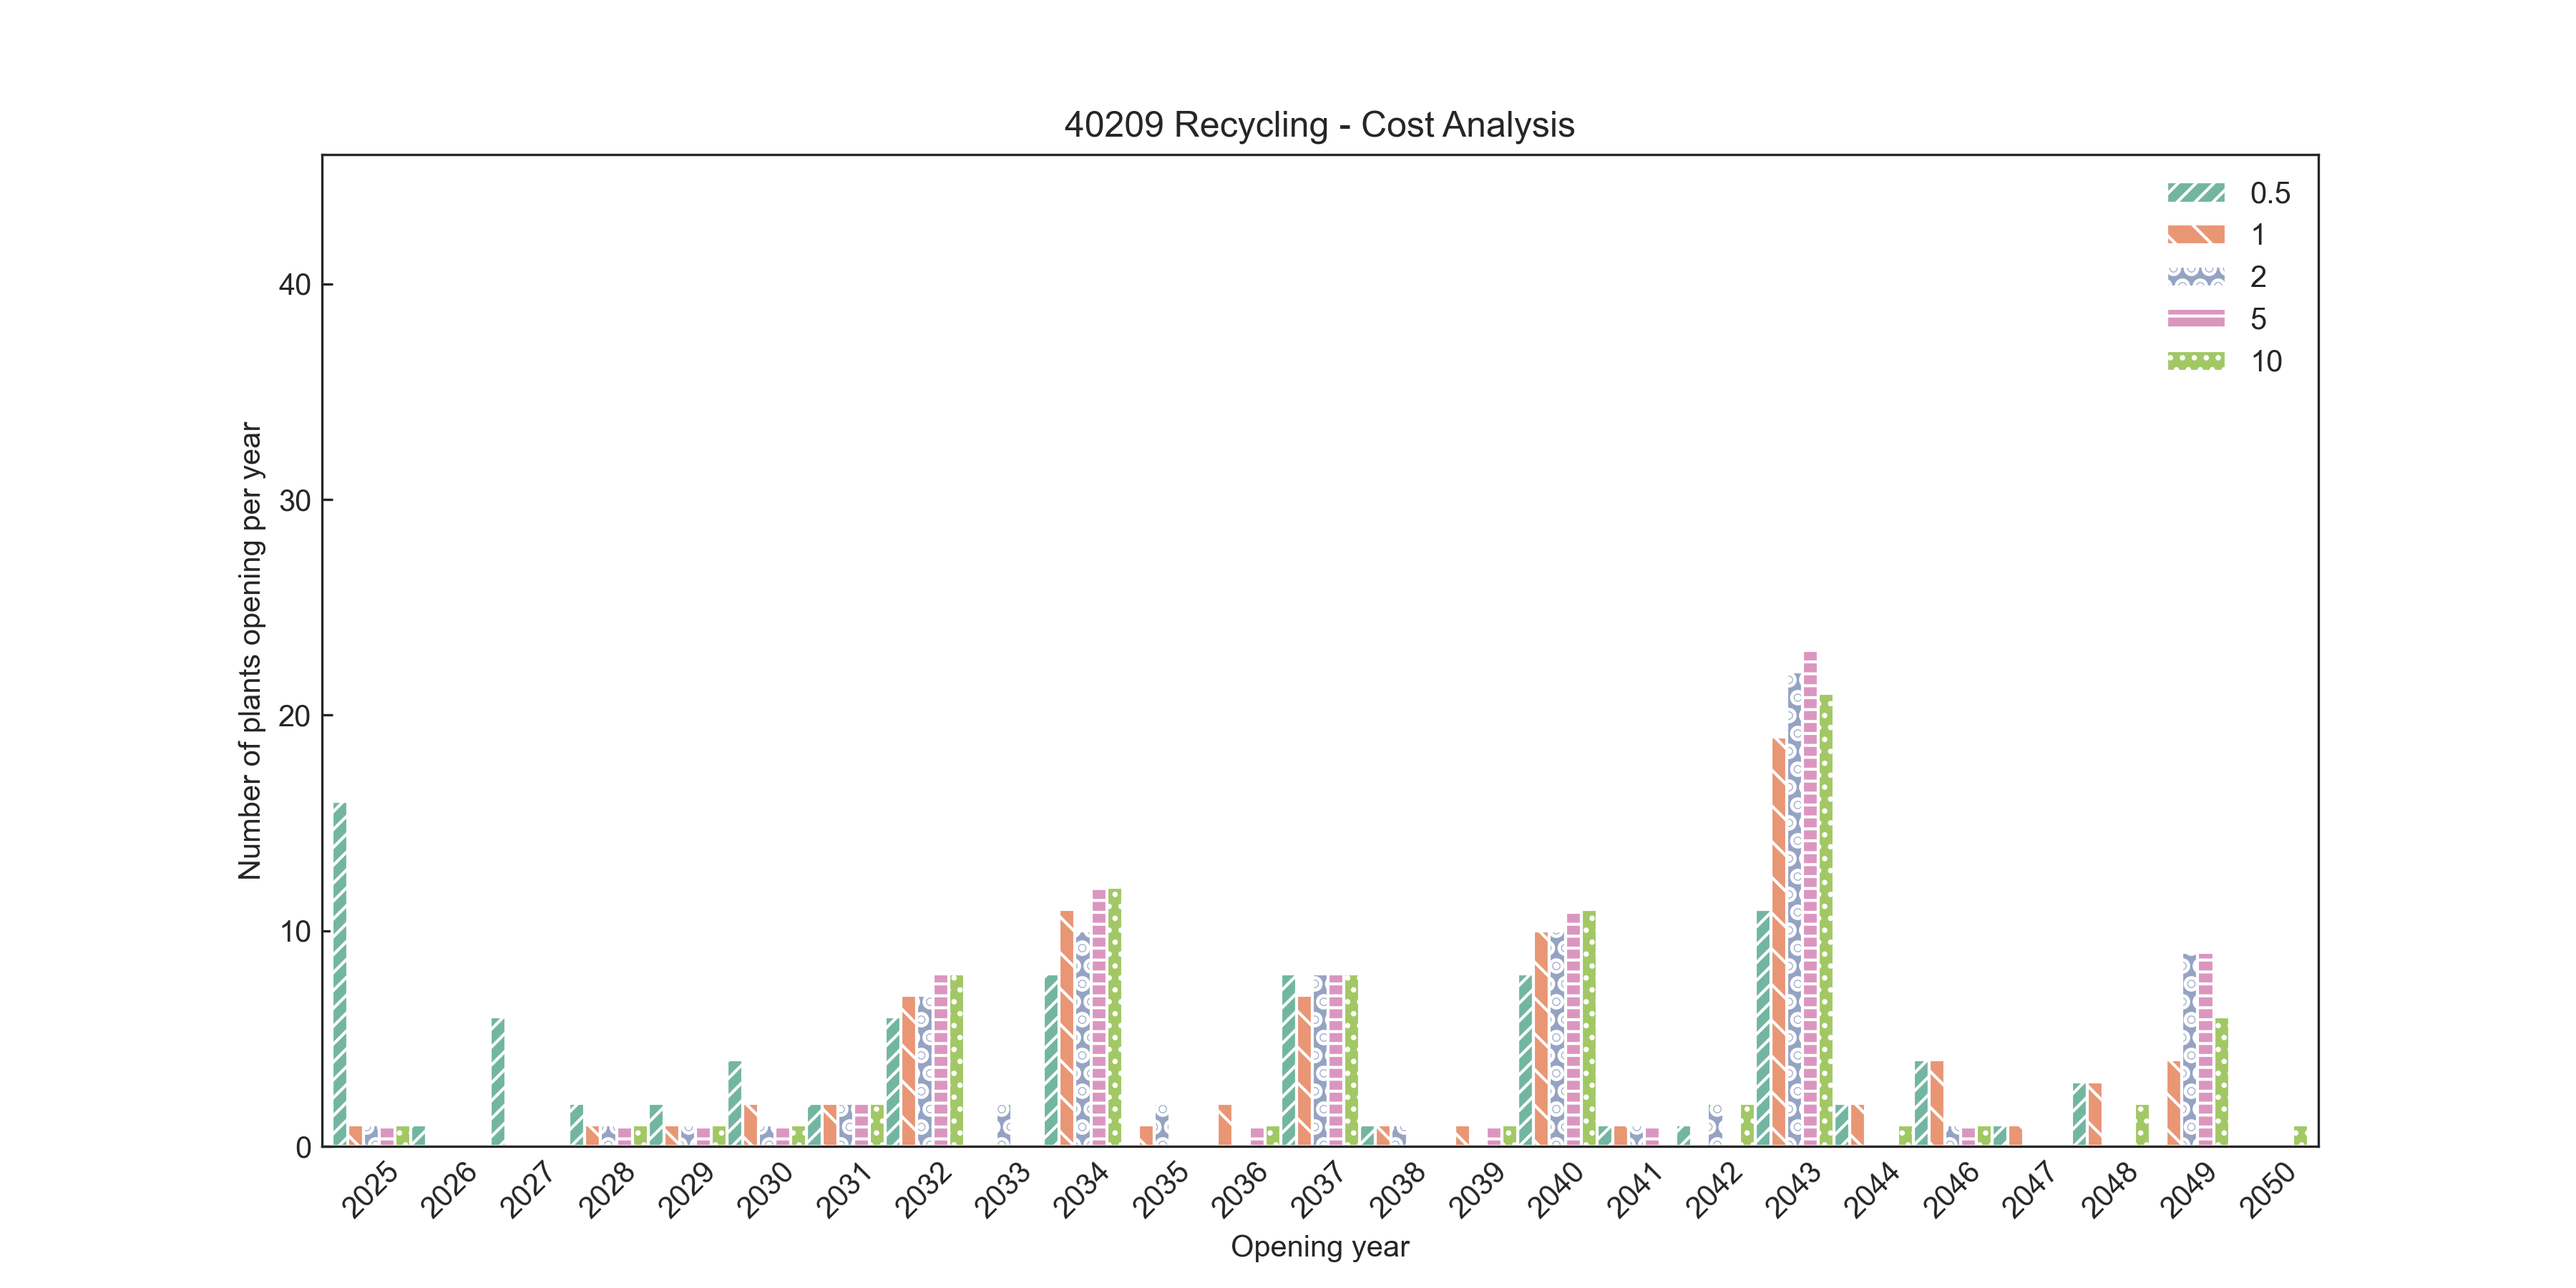 40209 Recycling - Cost Analysis
0.5
1
2
5
10
Number of plants opening per year
40
30
20
10
0
2025 2026 2027 2028 2029 2030 2031 2032 2033 2034 2035 2036 2037 2038 2039 2040 2041 2042 2043 2044 2046 2047 2048 2049 2050
Opening year